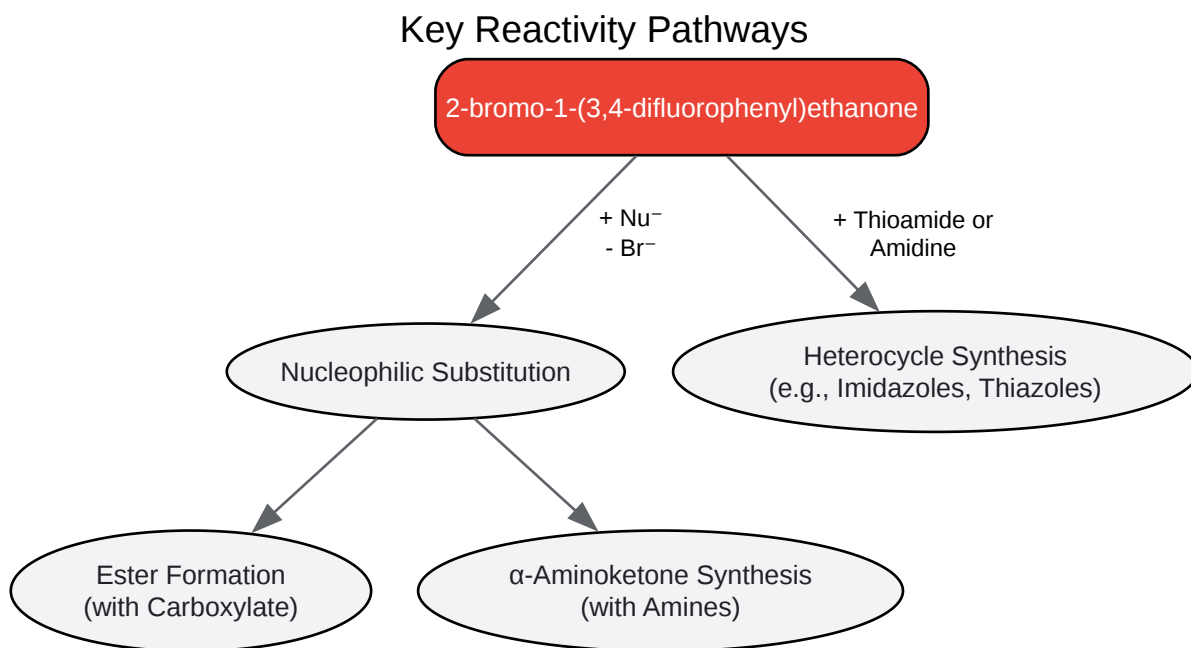 Key Reactivity Pathways
2-bromo-1-(3,4-difluorophenyl)ethanone
+ Nu⁻
- Br⁻
+ Thioamide or
Amidine
Nucleophilic Substitution
Heterocycle Synthesis
(e.g., Imidazoles, Thiazoles)
Ester Formation
(with Carboxylate)
α-Aminoketone Synthesis
(with Amines)